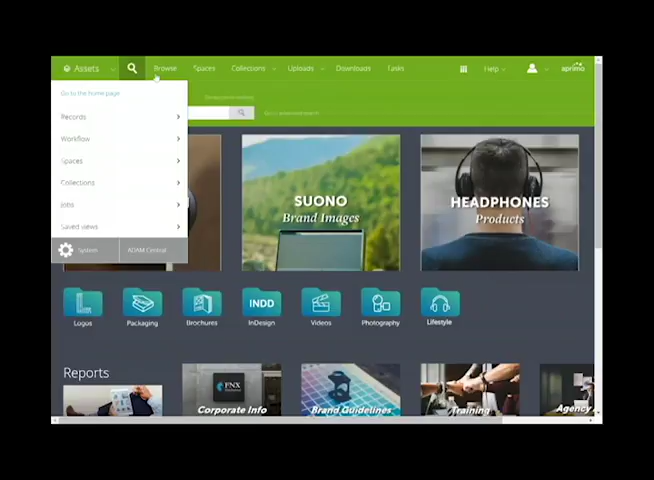 Assets Browse Spaces Collections Uploads Downloads Tasks Help aprimo
Go to the home page
Records
Workflow
Spaces
Collections
Jobs
Saved views
System ADAM Central
SUONO
Brand Images
HEADPHONES
Products
INDD
Logos Packaging Brochures InDesign Videos Photography Lifestyle
Reports
FNX
Corporate Info
Brand Guidelines
Training
Agency